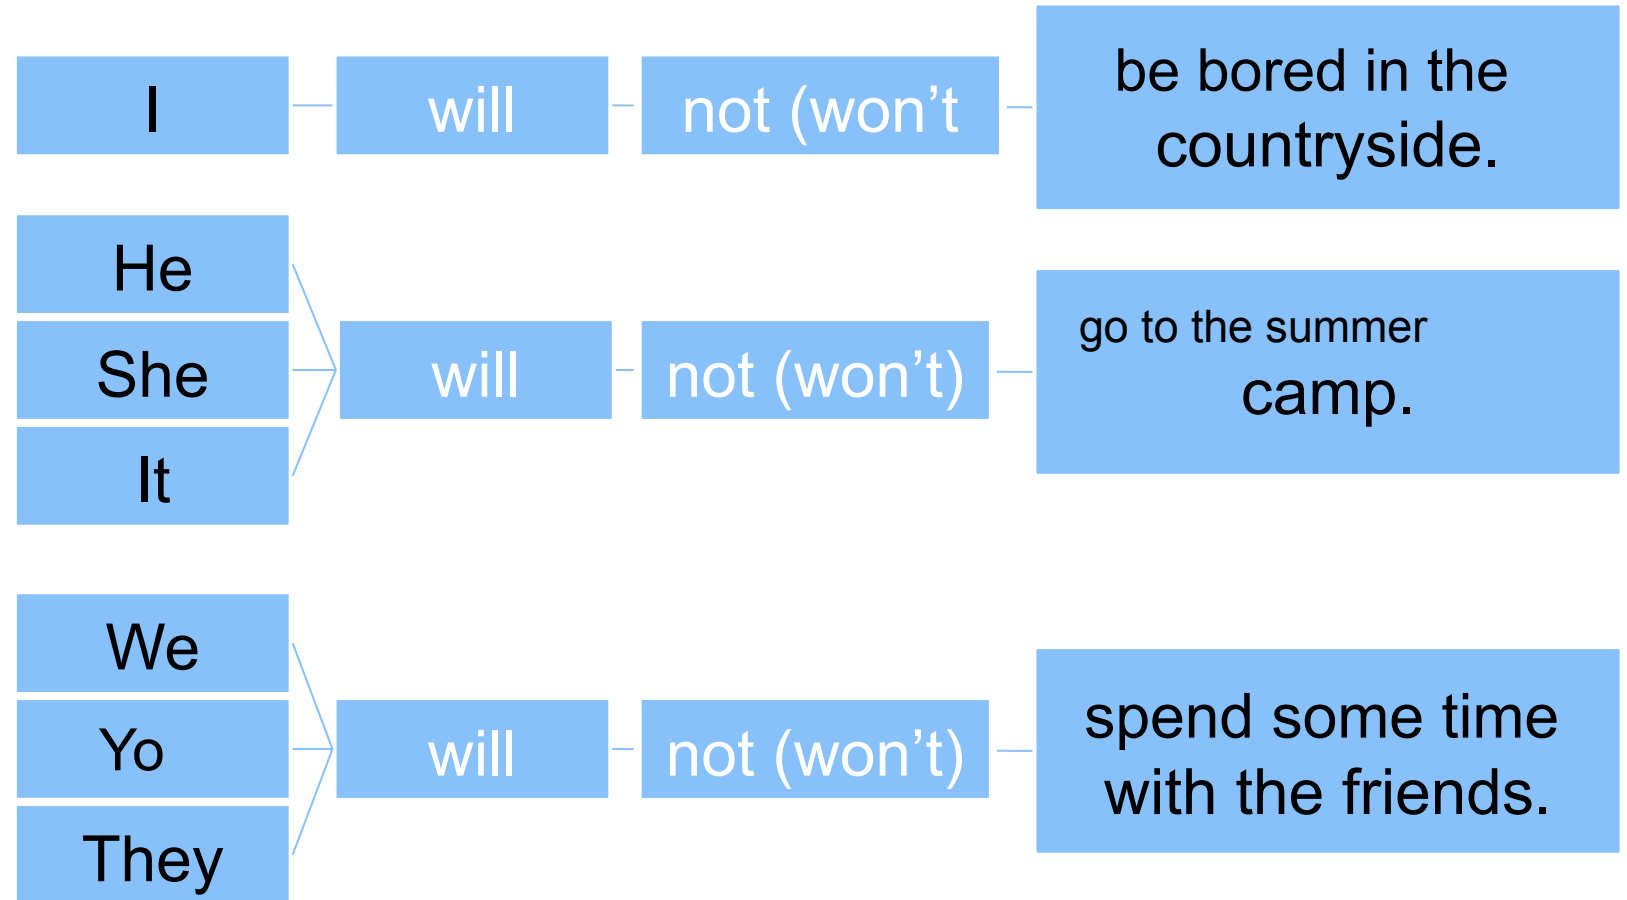 I
will
not (won’t
be bored in the
countryside.
He
She
It
will
not (won’t)
go to the summer
camp.
We
Yo
They
will
not (won’t)
spend some time
with the friends.